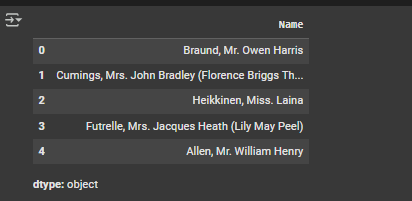 Name
0 Braund, Mr. Owen Harris
1 Cumings, Mrs. John Bradley (Florence Briggs Th...
2 Heikkinen, Miss. Laina
3 Futrelle, Mrs. Jacques Heath (Lily May Peel)
4 Allen, Mr. William Henry
dtype: object